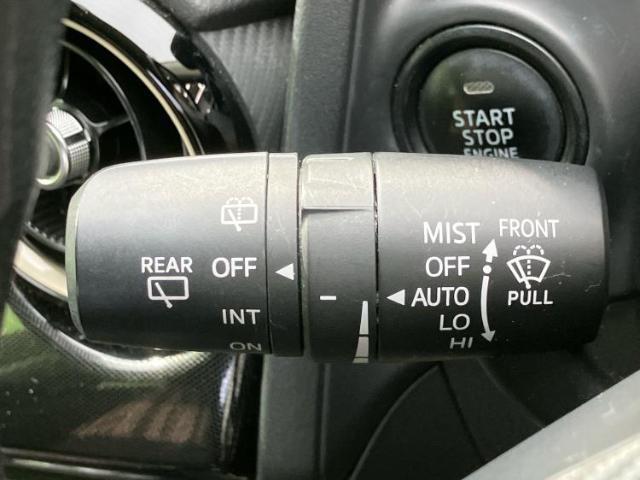 START
STOP
ENGINE
REAR
OFF
INT
ON
MIST
OFF
AUTO
LO
HI
FRONT
PULL